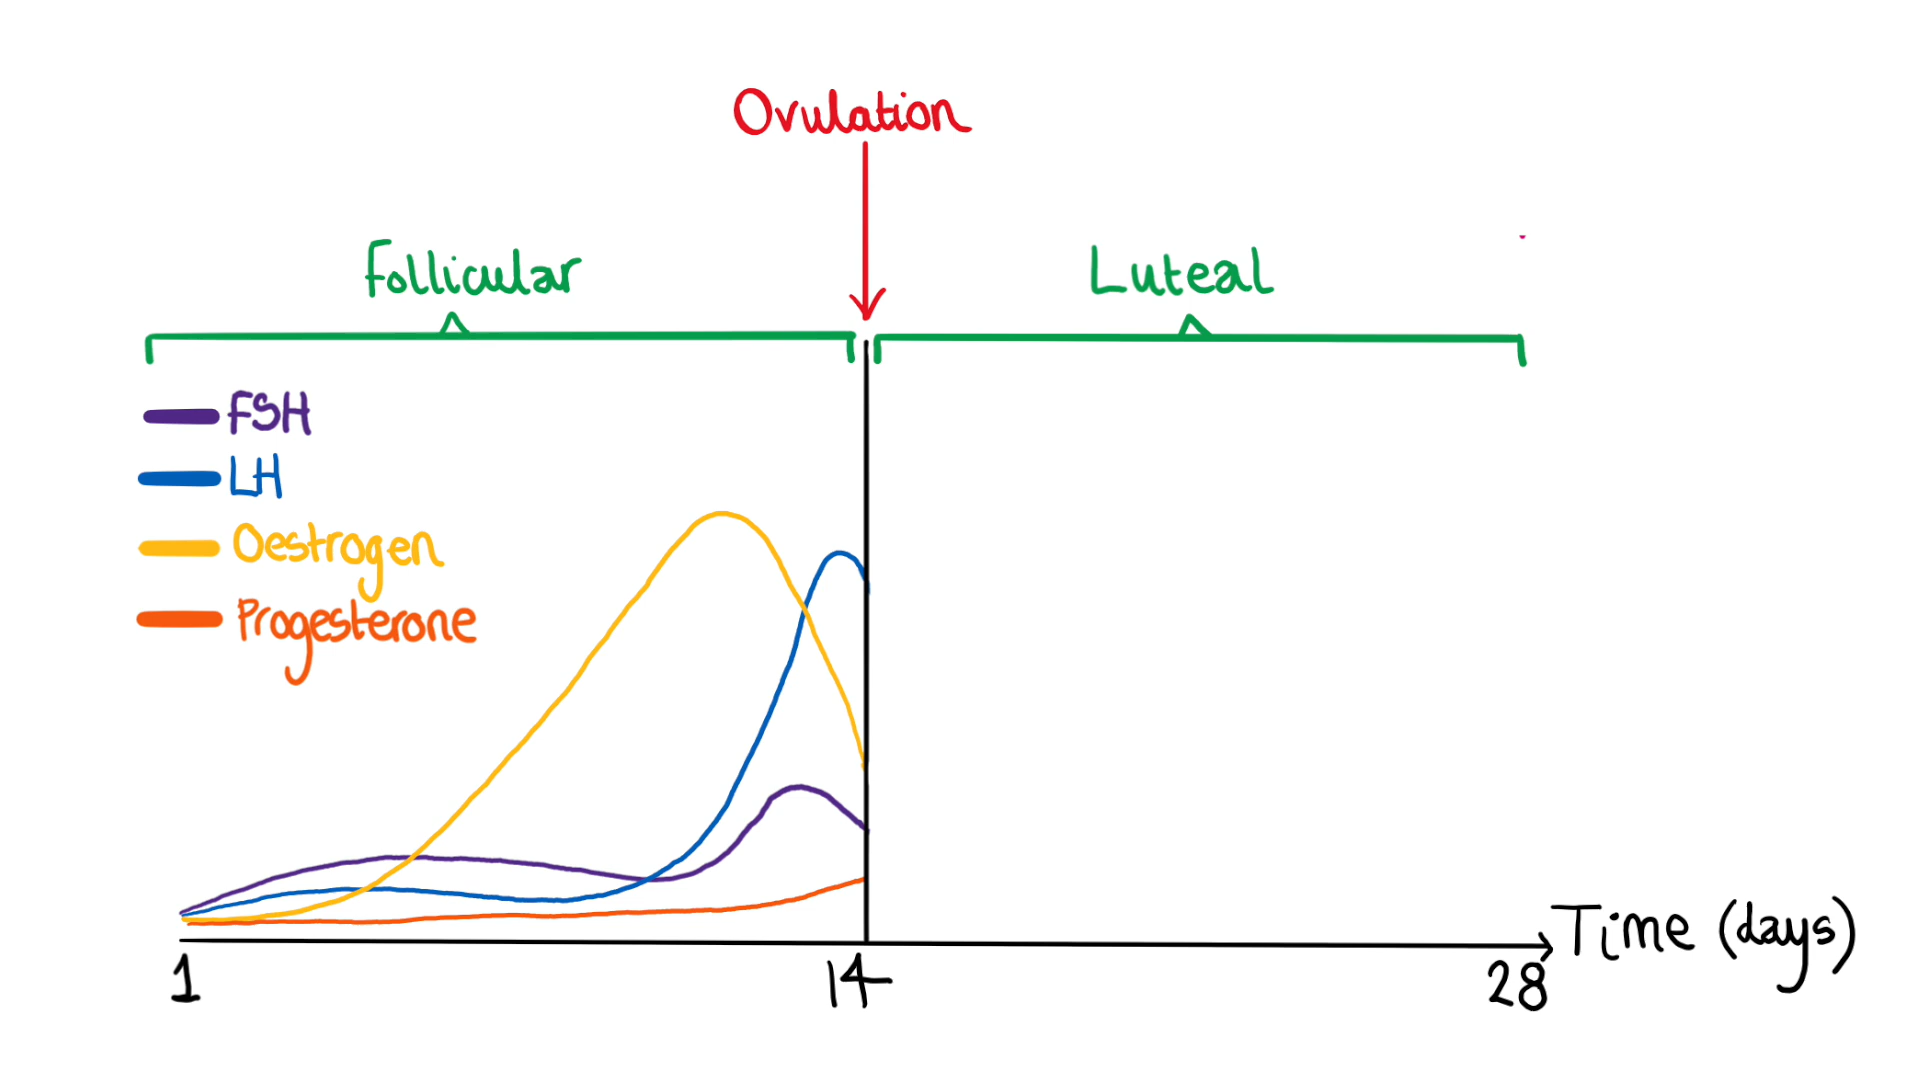 Ovulation
Follicular
Luteal
FSH
LH
Oestrogen
Progesterone
Time (days)
1
14
28